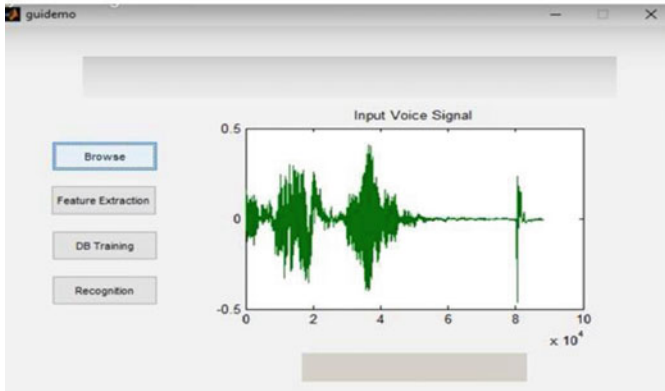 guidemo
Input Voice Signal
Browse
Feature Extraction
DB Training
Recognition
0.5
0
-0.5
0 2 4 6 8 10
x 10^4